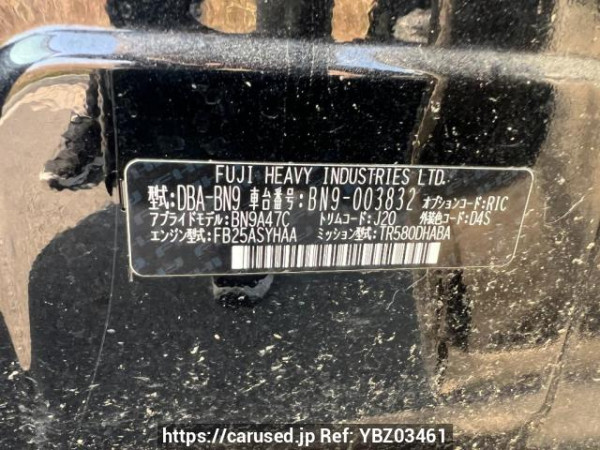 FUJI HEAVY INDUSTRIES LTD.
型式:DBA-BN9 車台番号:BN9-003832 オプションコード:RIC
アプライドモデル:BN9A47C トリムコード:J20 外装色コード:D4S
エンジン型式:FB25ASYHAA ミッション型式:TR580DHABA
https://carused.jp Ref: YBZ03461